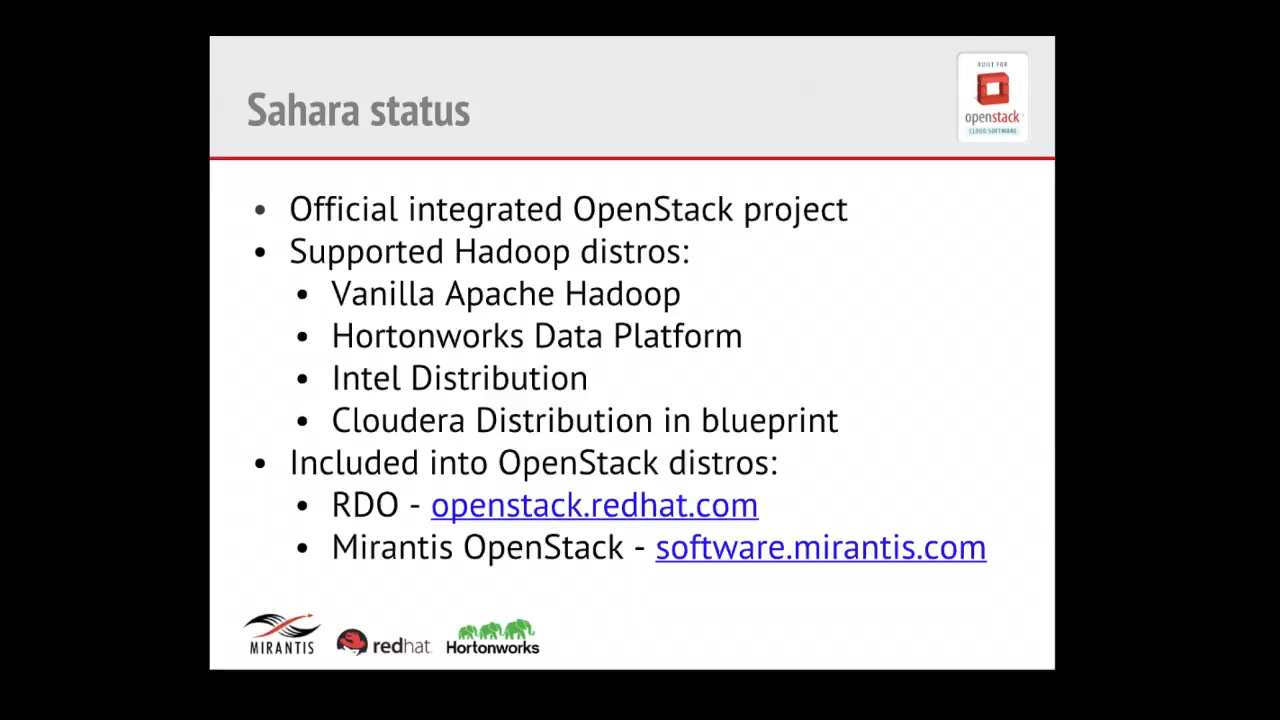 Sahara status
BUILT FOR
openstack
CLOUD SOFTWARE
• Official integrated OpenStack project
• Supported Hadoop distros:
• Vanilla Apache Hadoop
• Hortonworks Data Platform
• Intel Distribution
• Cloudera Distribution in blueprint
• Included into OpenStack distros:
• RDO - openstack.redhat.com
• Mirantis OpenStack - software.mirantis.com
MIRANTIS
redhat.
Hortonworks